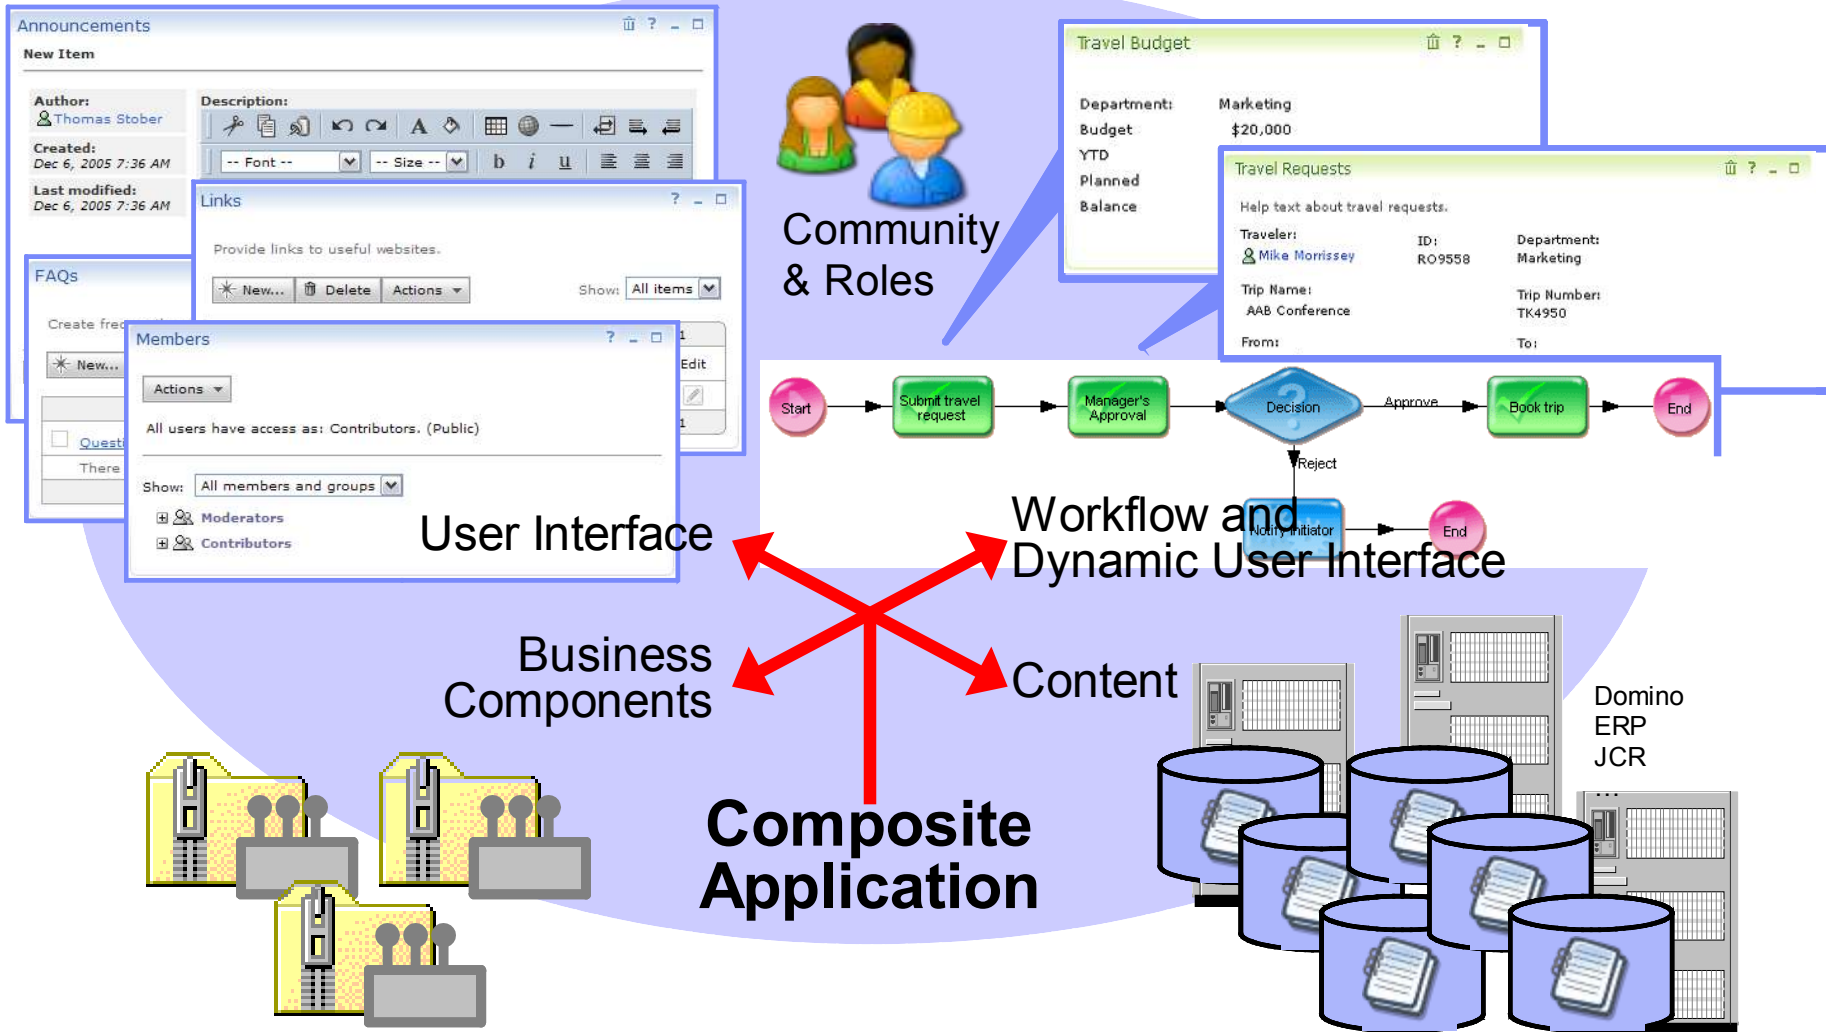 Announcements
?
New Item
Author:
Thomas Stober
Created:
Dec 6, 2005 7:36 AM
Last modified:
Dec 6, 2005 7:36 AM
Description:
A
-- Font --
-- Size --
b i u
Links
?
Provide links to useful websites.
New...
Delete
Actions
Show: All items
1
Edit
1
FAQs
New...
There
Members
?
Actions
All users have access as: Contributors. (Public)
Show: All members and groups
Moderators
Contributors
Community
& Roles
Travel Budget
?
Department: Marketing
Budget $20,000
YTD
Planned
Balance
Travel Requests
?
Help text about travel requests.
Traveler:
Mike Morrissey
ID:
RO9558
Department:
Marketing
Trip Name:
AAB Conference
Trip Number:
TK4950
From:
To:
Start
Submit travel
request
Manager's
Approval
?
Decision
Approve
Book trip
End
Reject
Notify Initiator
End
User Interface
Workflow and
Dynamic User Interface
Business
Components
Content
Domino
ERP
JCR
Composite
Application